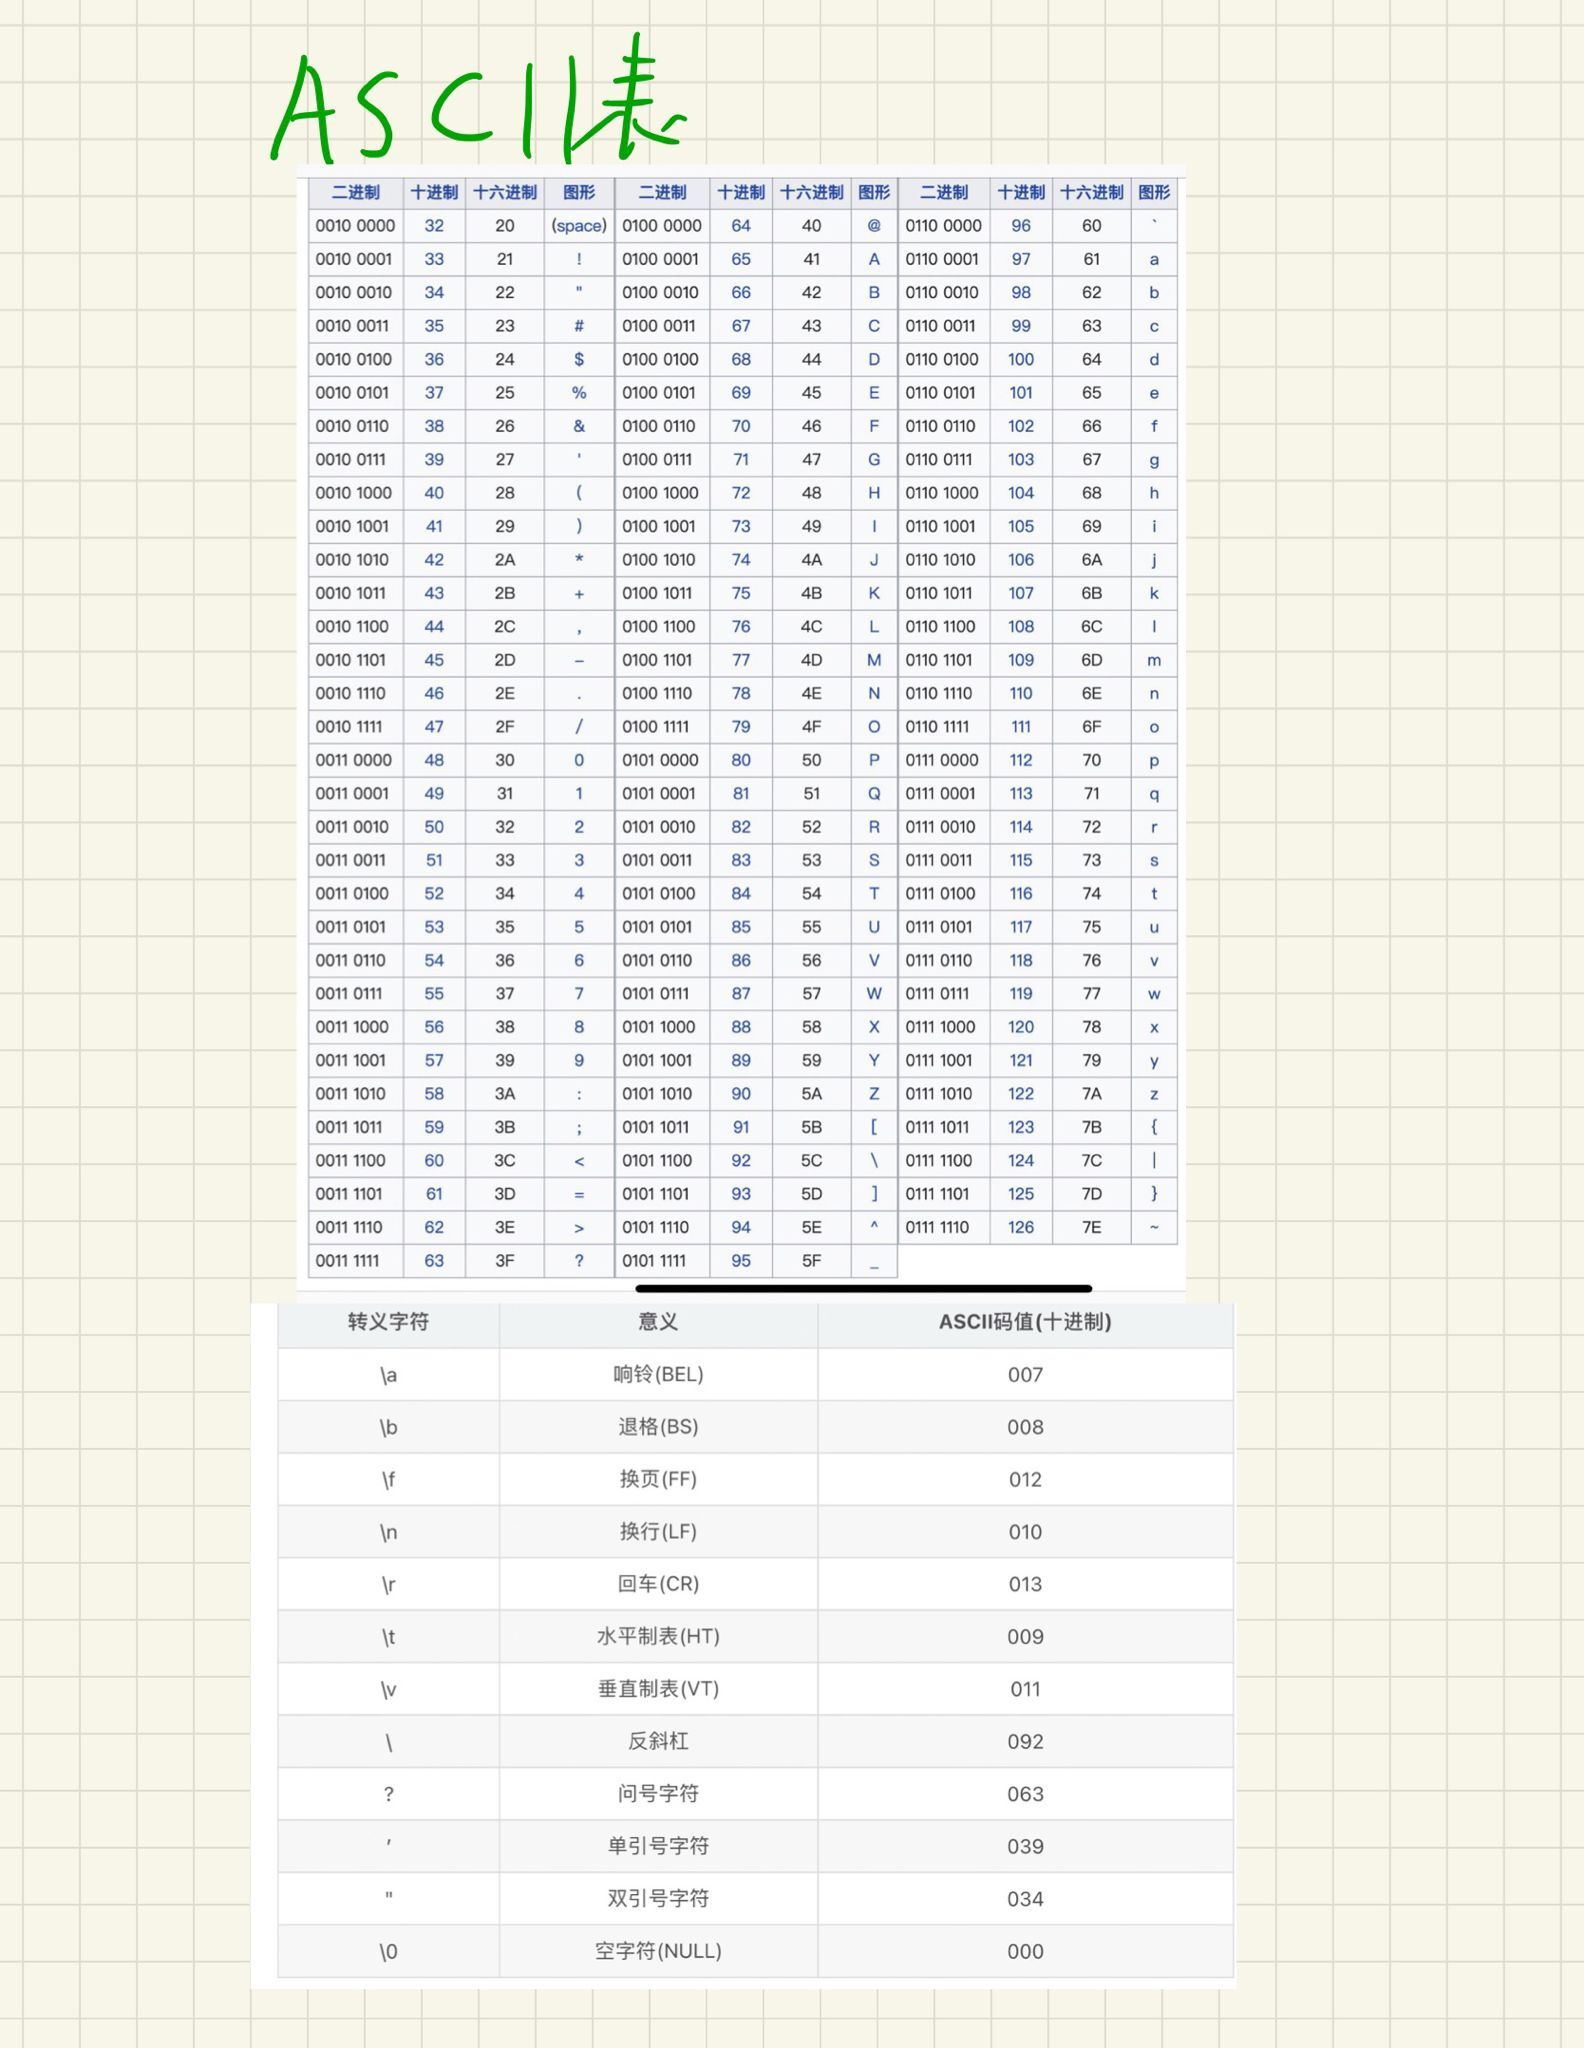 ASCII表
二进制 十进制 十六进制 图形 二进制 十进制 十六进制 图形 二进制 十进制 十六进制 图形
0010 0000 32 20 (space) 0100 0000 64 40 @ 0110 0000 96 60 `
0010 0001 33 21 ! 0100 0001 65 41 A 0110 0001 97 61 a
0010 0010 34 22 " 0100 0010 66 42 B 0110 0010 98 62 b
0010 0011 35 23 # 0100 0011 67 43 C 0110 0011 99 63 c
0010 0100 36 24 $ 0100 0100 68 44 D 0110 0100 100 64 d
0010 0101 37 25 % 0100 0101 69 45 E 0110 0101 101 65 e
0010 0110 38 26 & 0100 0110 70 46 F 0110 0110 102 66 f
0010 0111 39 27 ' 0100 0111 71 47 G 0110 0111 103 67 g
0010 1000 40 28 ( 0100 1000 72 48 H 0110 1000 104 68 h
0010 1001 41 29 ) 0100 1001 73 49 I 0110 1001 105 69 i
0010 1010 42 2A * 0100 1010 74 4A J 0110 1010 106 6A j
0010 1011 43 2B + 0100 1011 75 4B K 0110 1011 107 6B k
0010 1100 44 2C , 0100 1100 76 4C L 0110 1100 108 6C l
0010 1101 45 2D – 0100 1101 77 4D M 0110 1101 109 6D m
0010 1110 46 2E . 0100 1110 78 4E N 0110 1110 110 6E n
0010 1111 47 2F / 0100 1111 79 4F O 0110 1111 111 6F o
0011 0000 48 30 0 0101 0000 80 50 P 0111 0000 112 70 p
0011 0001 49 31 1 0101 0001 81 51 Q 0111 0001 113 71 q
0011 0010 50 32 2 0101 0010 82 52 R 0111 0010 114 72 r
0011 0011 51 33 3 0101 0011 83 53 S 0111 0011 115 73 s
0011 0100 52 34 4 0101 0100 84 54 T 0111 0100 116 74 t
0011 0101 53 35 5 0101 0101 85 55 U 0111 0101 117 75 u
0011 0110 54 36 6 0101 0110 86 56 V 0111 0110 118 76 v
0011 0111 55 37 7 0101 0111 87 57 W 0111 0111 119 77 w
0011 1000 56 38 8 0101 1000 88 58 X 0111 1000 120 78 x
0011 1001 57 39 9 0101 1001 89 59 Y 0111 1001 121 79 y
0011 1010 58 3A : 0101 1010 90 5A Z 0111 1010 122 7A z
0011 1011 59 3B ; 0101 1011 91 5B [ 0111 1011 123 7B {
0011 1100 60 3C < 0101 1100 92 5C \ 0111 1100 124 7C |
0011 1101 61 3D = 0101 1101 93 5D ] 0111 1101 125 7D }
0011 1110 62 3E > 0101 1110 94 5E ^ 0111 1110 126 7E ~
0011 1111 63 3F ? 0101 1111 95 5F _
转义字符 意义 ASCII码值(十进制)
\a 响铃(BEL) 007
\b 退格(BS) 008
\f 换页(FF) 012
\n 换行(LF) 010
\r 回车(CR) 013
\t 水平制表(HT) 009
\v 垂直制表(VT) 011
\ 反斜杠 092
? 问号字符 063
' 单引号字符 039
" 双引号字符 034
\0 空字符(NULL) 000